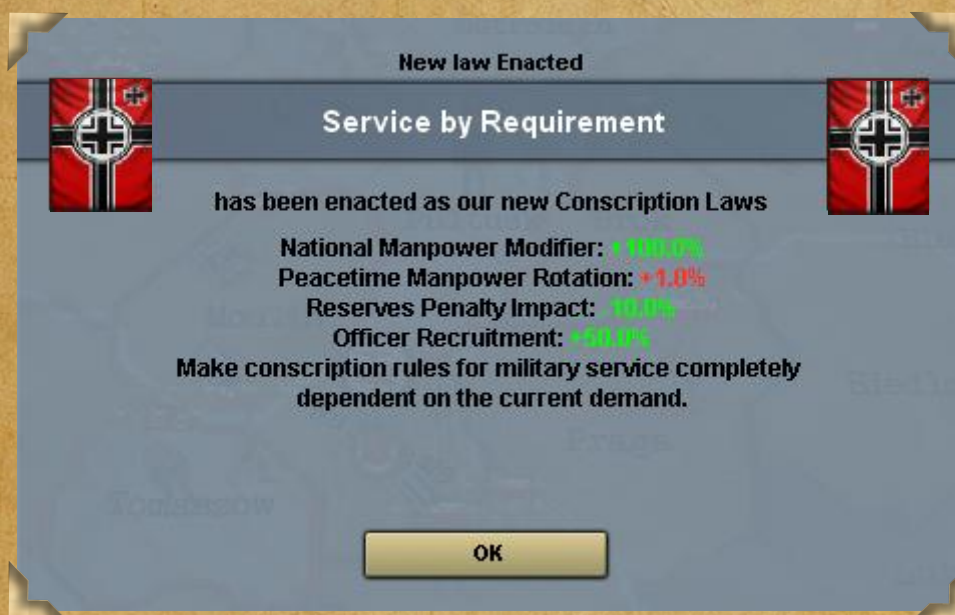 New law Enacted
Service by Requirement
has been enacted as our new Conscription Laws
National Manpower Modifier: +100.0%
Peacetime Manpower Rotation: +1.0%
Reserves Penalty Impact: -10.0%
Officer Recruitment: +50.0%
Make conscription rules for military service completely
dependent on the current demand.
Praga
Tomaszow
OK